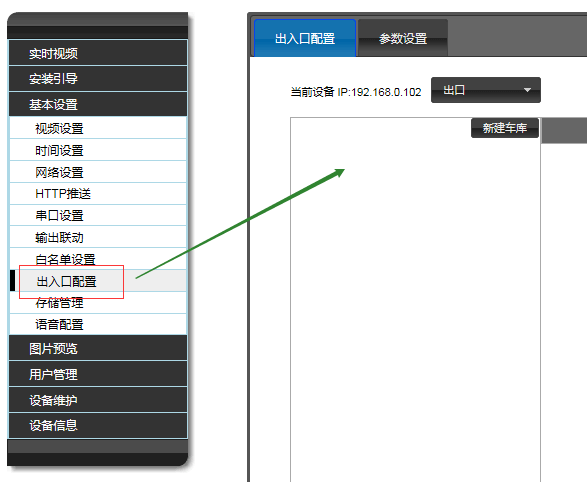 实时视频
安装引导
基本设置
视频设置
时间设置
网络设置
HTTP推送
串口设置
输出联动
白名单设置
出入口配置
存储管理
语音配置
图片预览
用户管理
设备维护
设备信息
出入口配置 参数设置
当前设备 IP:192.168.0.102 出口
新建车库